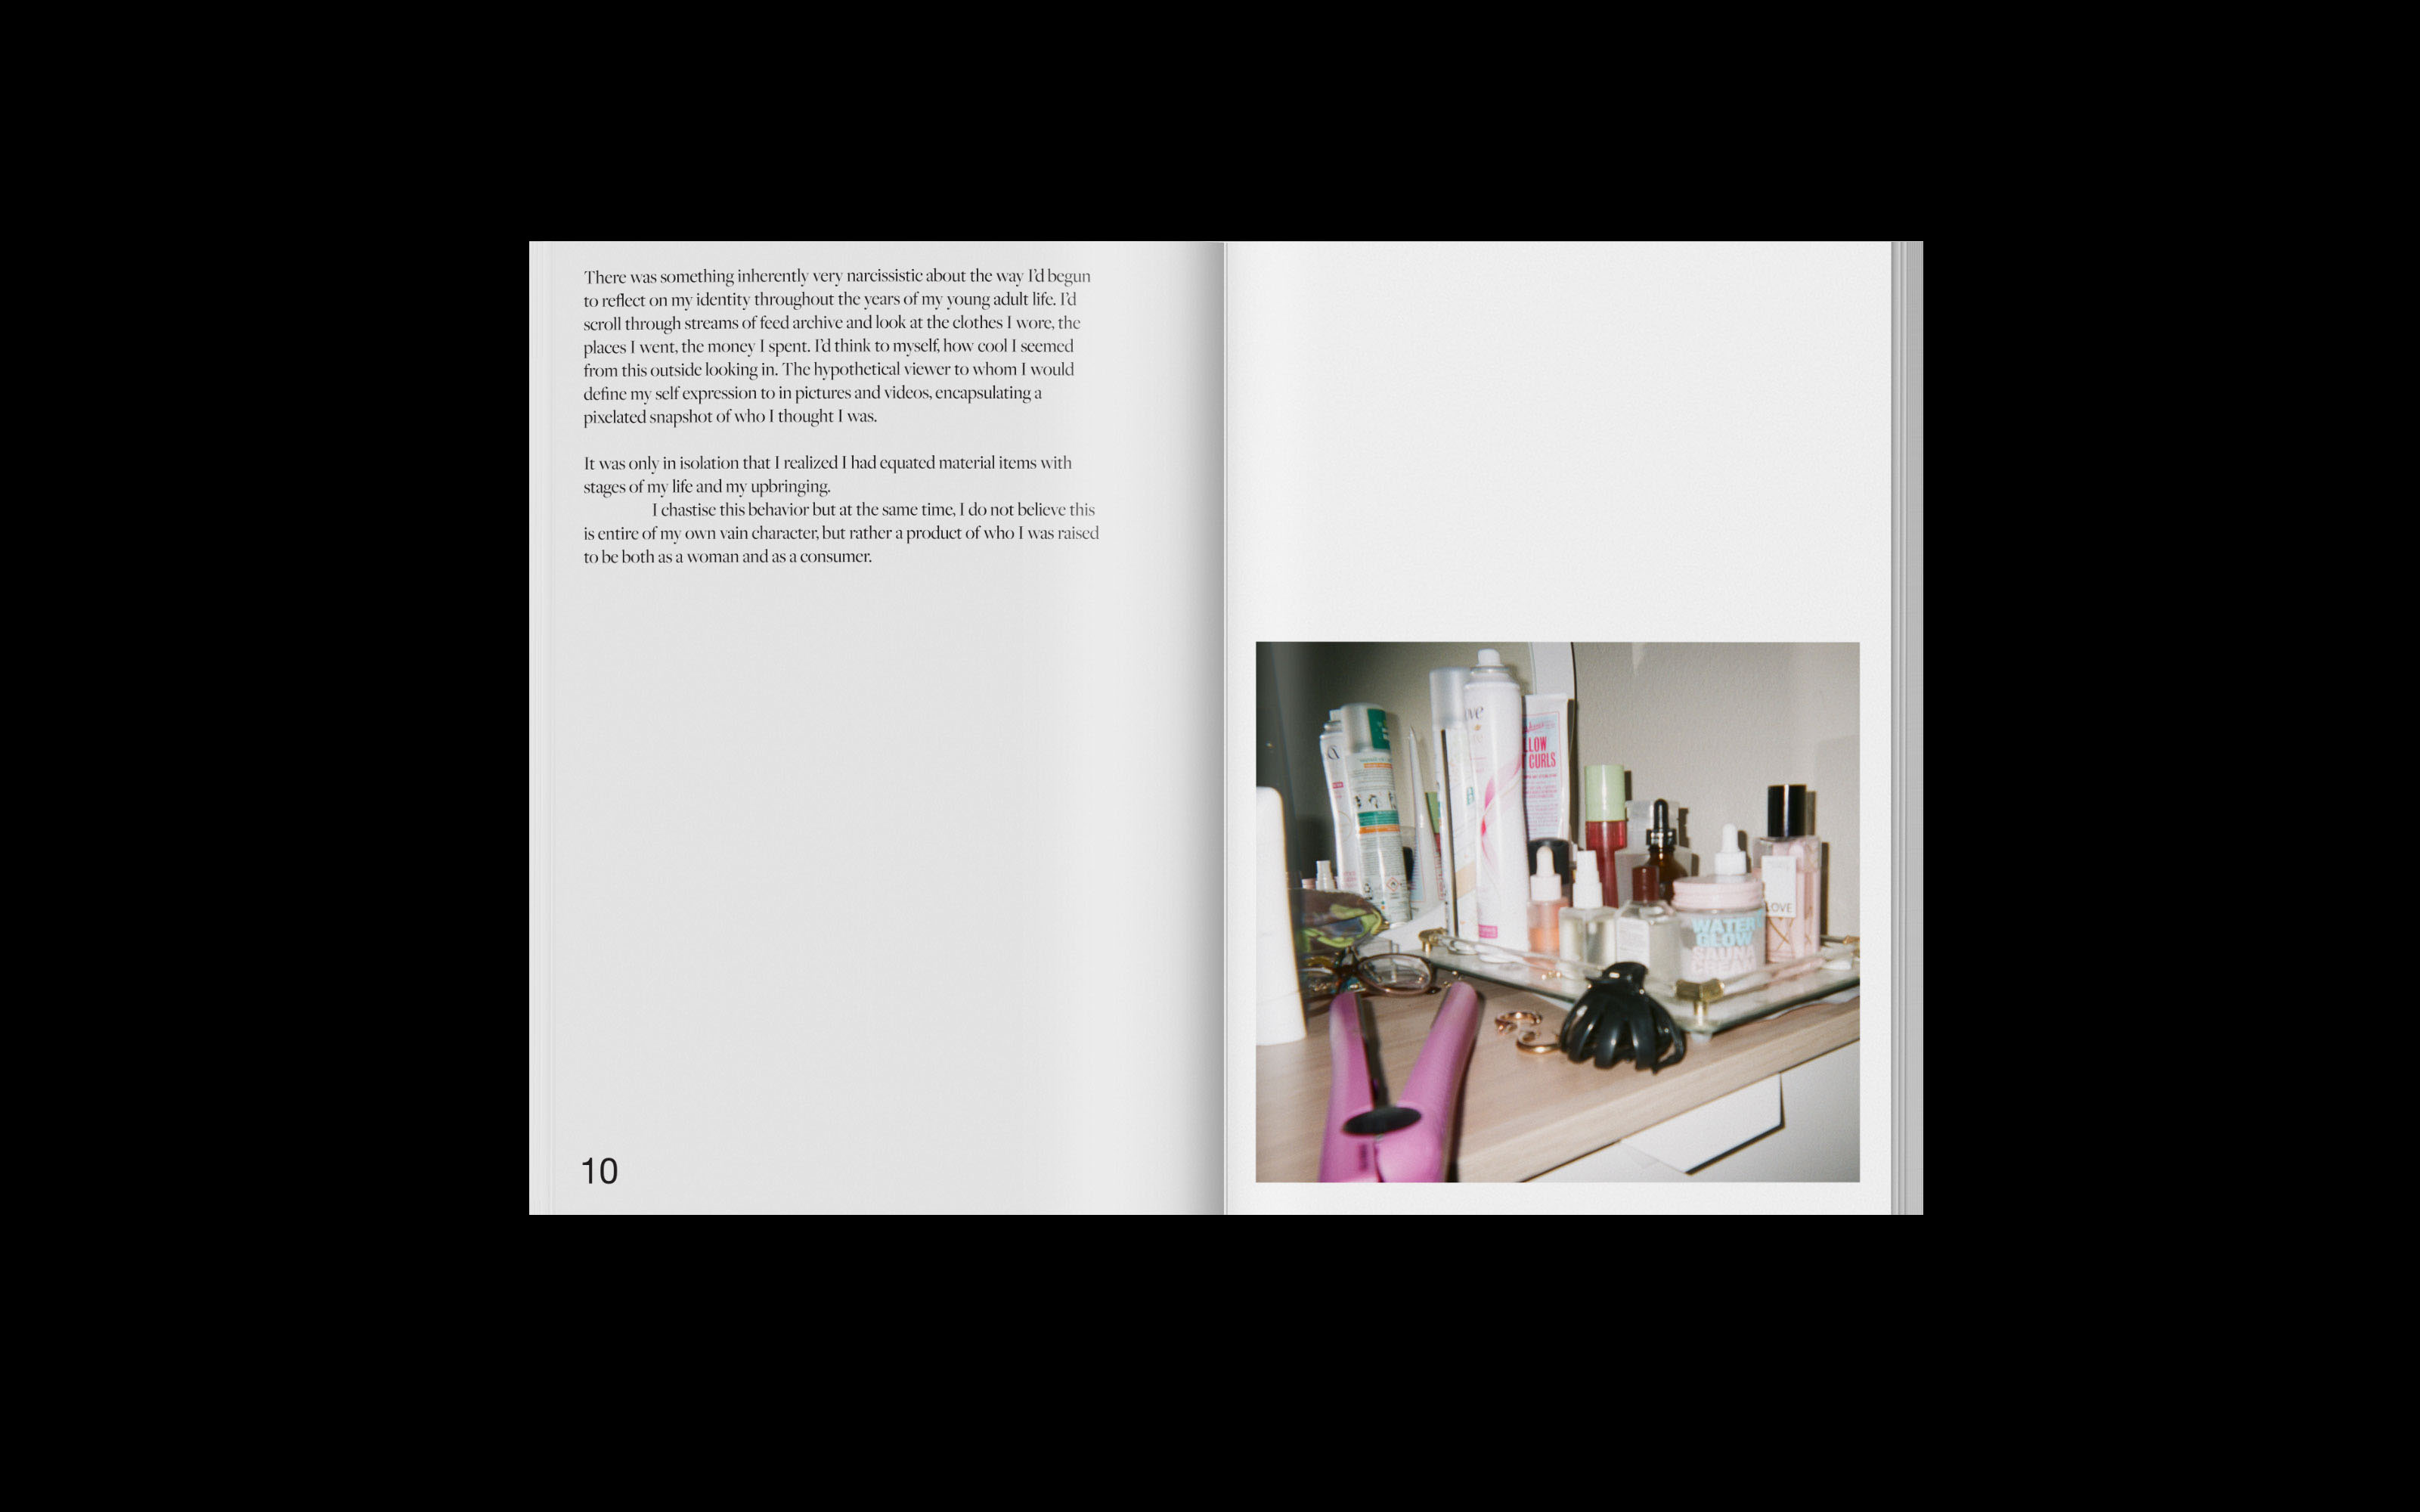 There was something inherently very narcissistic about the way I'd begun
to reflect on my identity throughout the years of my young adult life. I'd
scroll through streams of feed archive and look at the clothes I wore, the
places I went, the money I spent. I'd think to myself, how cool I seemed
from this outside looking in. The hypothetical viewer to whom I would
define my self expression to in pictures and videos, encapsulating a
pixelated snapshot of who I thought I was.
It was only in isolation that I realized I had equated material items with
stages of my life and my upbringing.
I chastise this behavior but at the same time, I do not believe this
is entire of my own vain character, but rather a product of who I was raised
to be both as a woman and as a consumer.
10
CURLS
LOVE
WATER
GLOW
SAUNA
CREAM